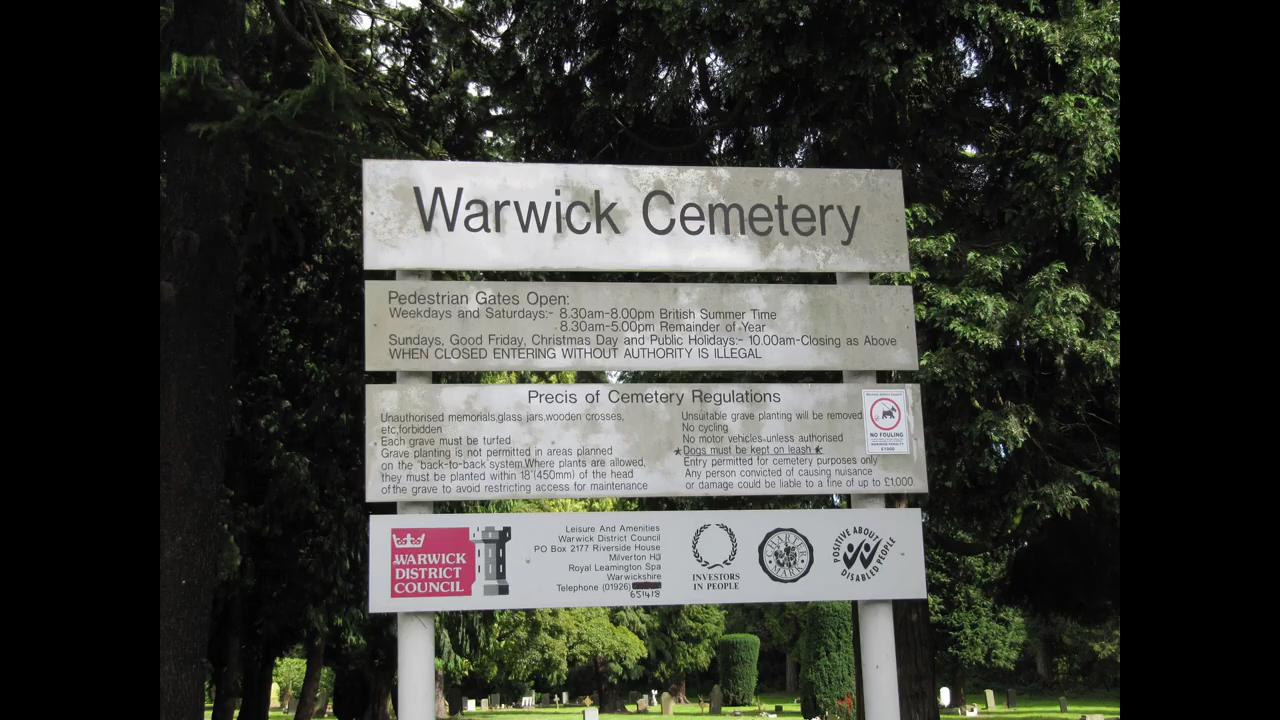 Warwick Cemetery
Pedestrian Gates Open:
Weekdays and Saturdays:- 8.30am-8.00pm British Summer Time
8.30am-5.00pm Remainder of Year
Sundays, Good Friday, Christmas Day and Public Holidays:- 10.00am-Closing as Above
WHEN CLOSED ENTERING WITHOUT AUTHORITY IS ILLEGAL
Precis of Cemetery Regulations
Unauthorised memorials,glass jars,wooden crosses,
etc,forbidden
Each grave must be turfed
Grave planting is not permitted in areas planned
on the 'back-to-back' system.Where plants are allowed,
they must be planted within 18"(450mm) of the head
of the grave to avoid restricting access for maintenance
Unsuitable grave planting will be removed
No cycling
No motor vehicles unless authorised
*Dogs must be kept on leash *
Entry permitted for cemetery purposes only
Any person convicted of causing nuisance
or damage could be liable to a fine of up to £1,000.
NO FOULING
£1000
WARWICK
DISTRICT
COUNCIL
Leisure And Amenities
Warwick District Council
PO Box 2177 Riverside House
Milverton Hill
Royal Leamington Spa
Warwickshire
Telephone (01926)
651418
INVESTORS
IN PEOPLE
CHARTER
MARK
POSITIVE ABOUT
DISABLED PEOPLE